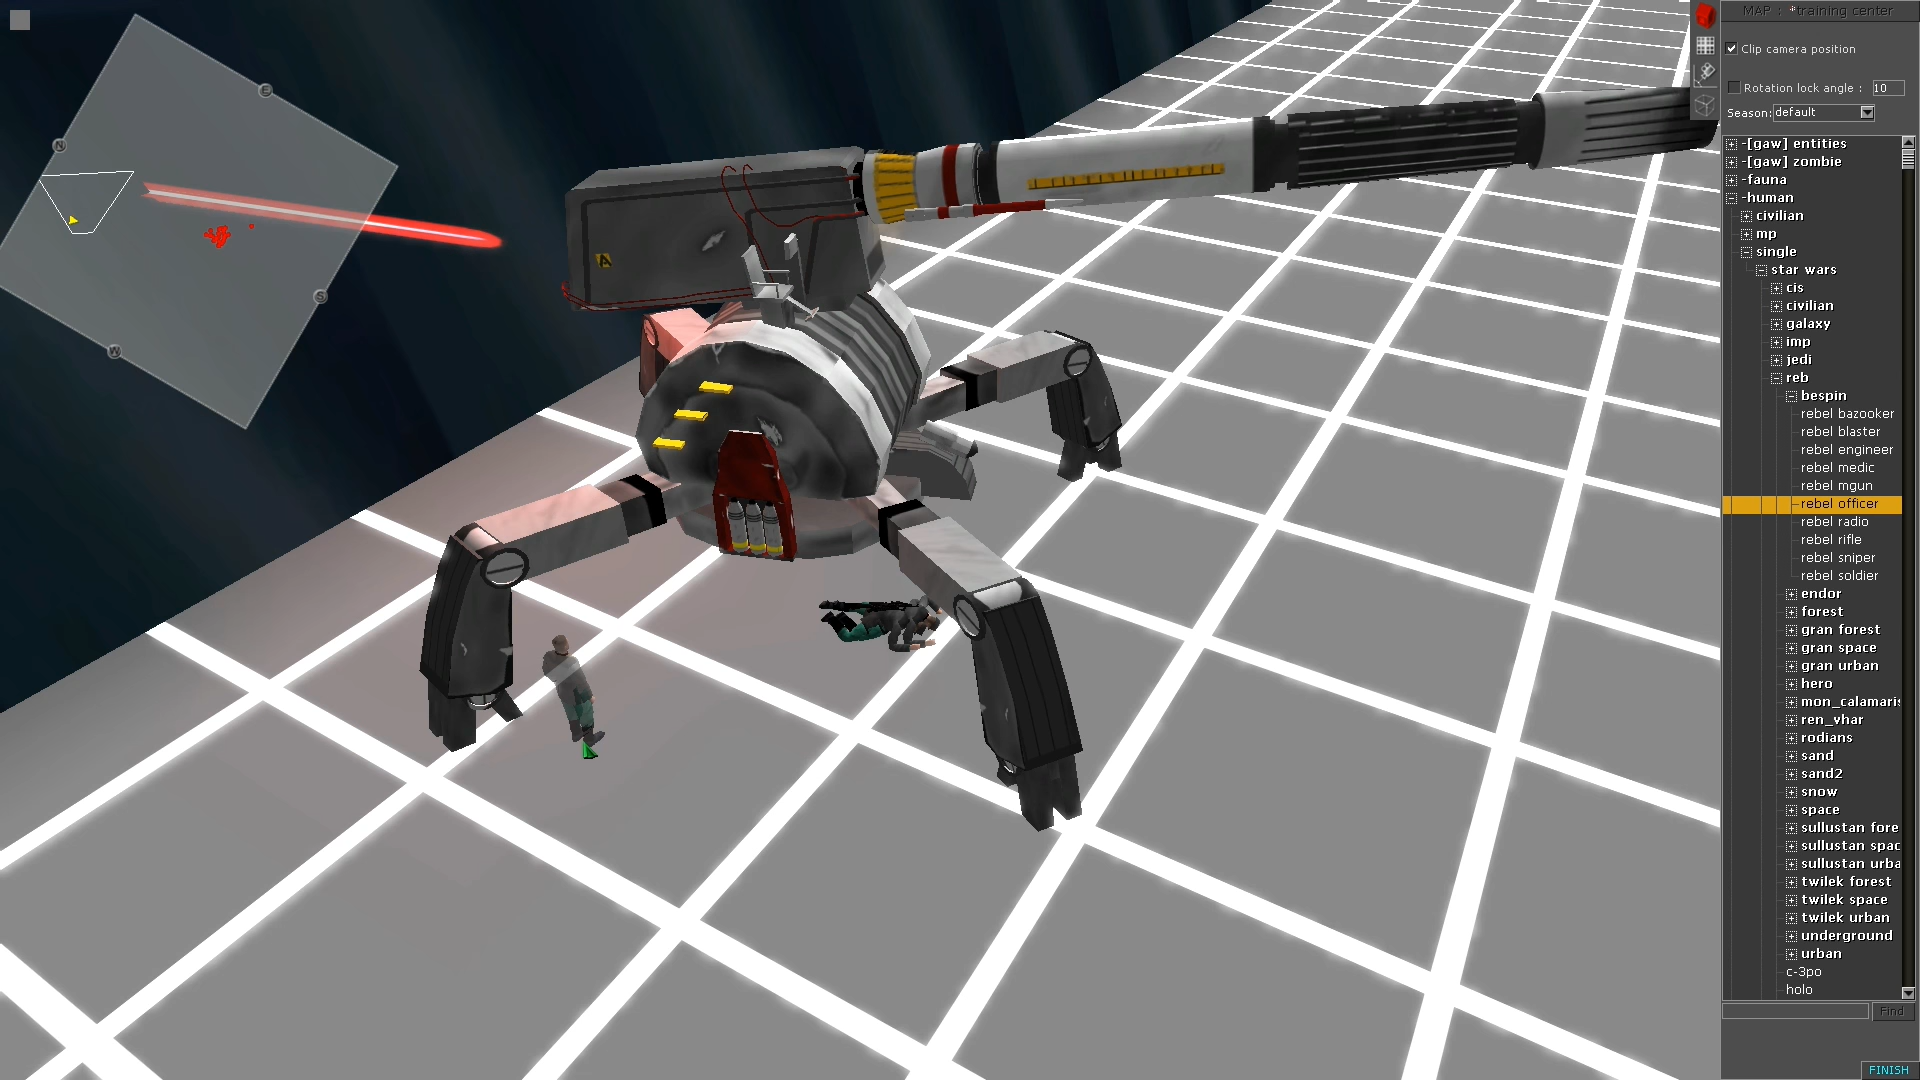 N
E
S
W
MAP : *training center
Clip camera position
Rotation lock angle : 10
Season: default
-[gaw] entities
-[gaw] zombie
-fauna
-human
civilian
mp
single
star wars
cis
civilian
galaxy
imp
jedi
reb
bespin
rebel bazooker
rebel blaster
rebel engineer
rebel medic
rebel mgun
rebel officer
rebel radio
rebel rifle
rebel sniper
rebel soldier
endor
forest
gran forest
gran space
gran urban
hero
mon_calamaris
ren_vhar
rodians
sand
sand2
snow
space
sullustan fore
sullustan spac
sullustan urba
twilek forest
twilek space
twilek urban
underground
urban
c-3po
holo
Find
FINISH